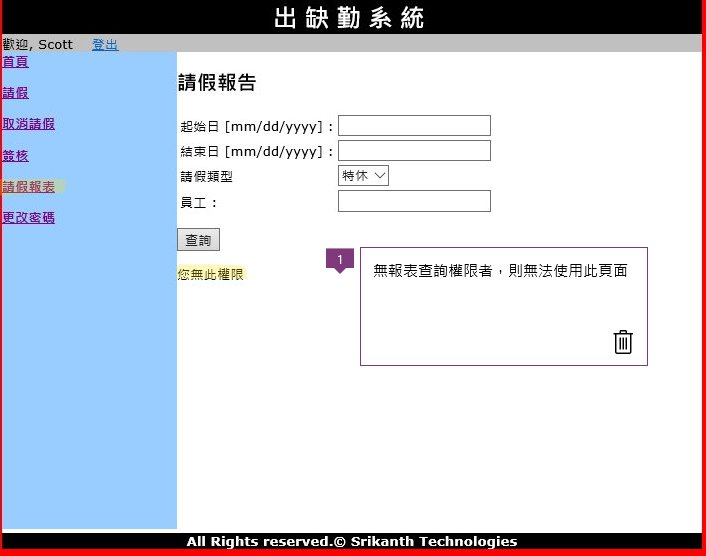 出缺勤系統
歡迎, Scott 登出
首頁
請假
取消請假
簽核
請假報表
更改密碼
請假報告
起始日 [mm/dd/yyyy] :
結束日 [mm/dd/yyyy] :
請假類型 特休
員工 :
查詢
您無此權限
1
無報表查詢權限者，則無法使用此頁面
All Rights reserved.© Srikanth Technologies